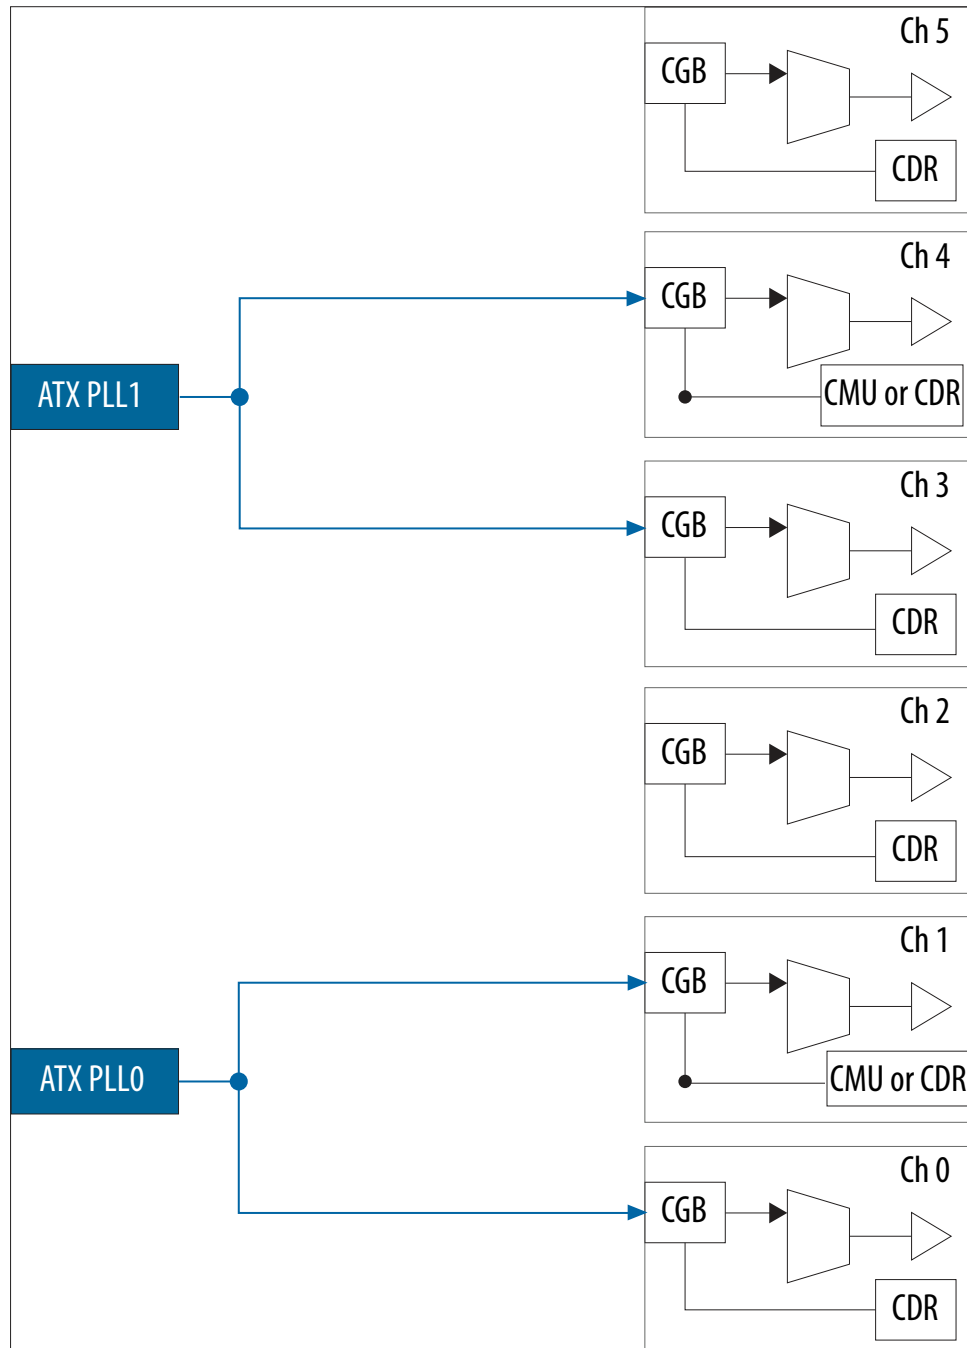 Ch 5
CGB
CDR
Ch 4
CGB
CMU or CDR
ATX PLL1
Ch 3
CGB
CDR
Ch 2
CGB
CDR
Ch 1
CGB
CMU or CDR
ATX PLL0
Ch 0
CGB
CDR